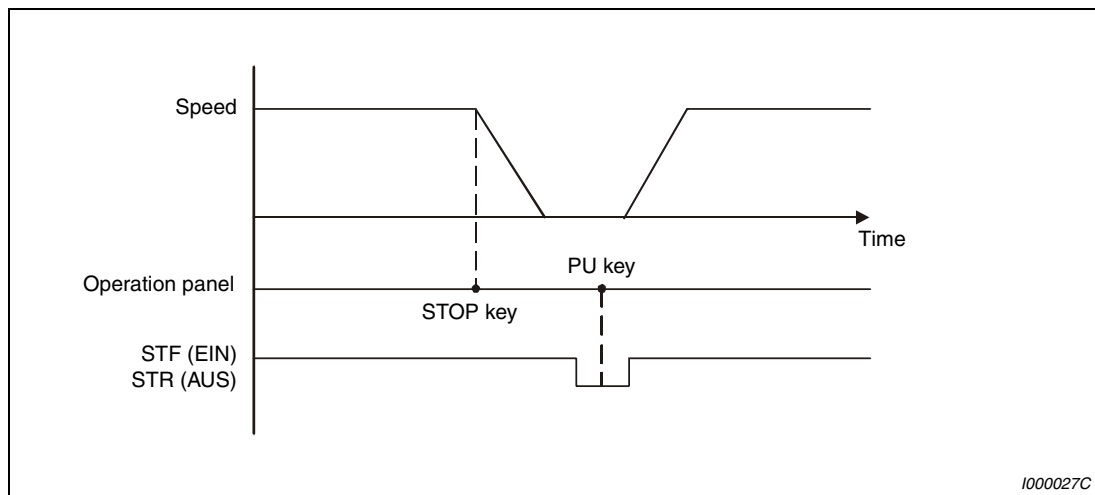 Speed
Time
Operation panel
PU key
STOP key
STF (EIN)
STR (AUS)
I000027C